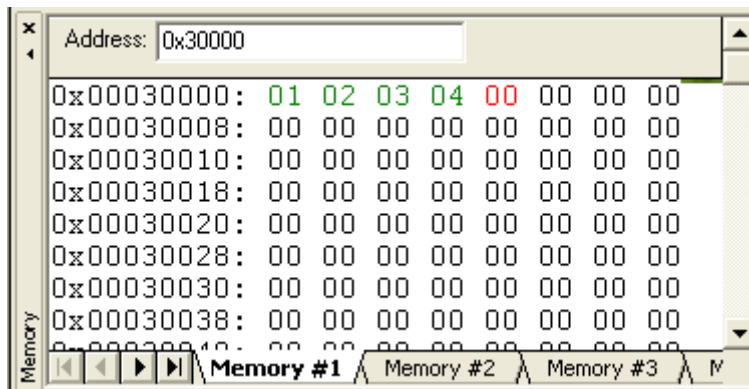 Address: 0x30000
0x00030000: 01 02 03 04 00 00 00 00
0x00030008: 00 00 00 00 00 00 00 00
0x00030010: 00 00 00 00 00 00 00 00
0x00030018: 00 00 00 00 00 00 00 00
0x00030020: 00 00 00 00 00 00 00 00
0x00030028: 00 00 00 00 00 00 00 00
0x00030030: 00 00 00 00 00 00 00 00
0x00030038: 00 00 00 00 00 00 00 00
Memory
Memory #1 Memory #2 Memory #3 M